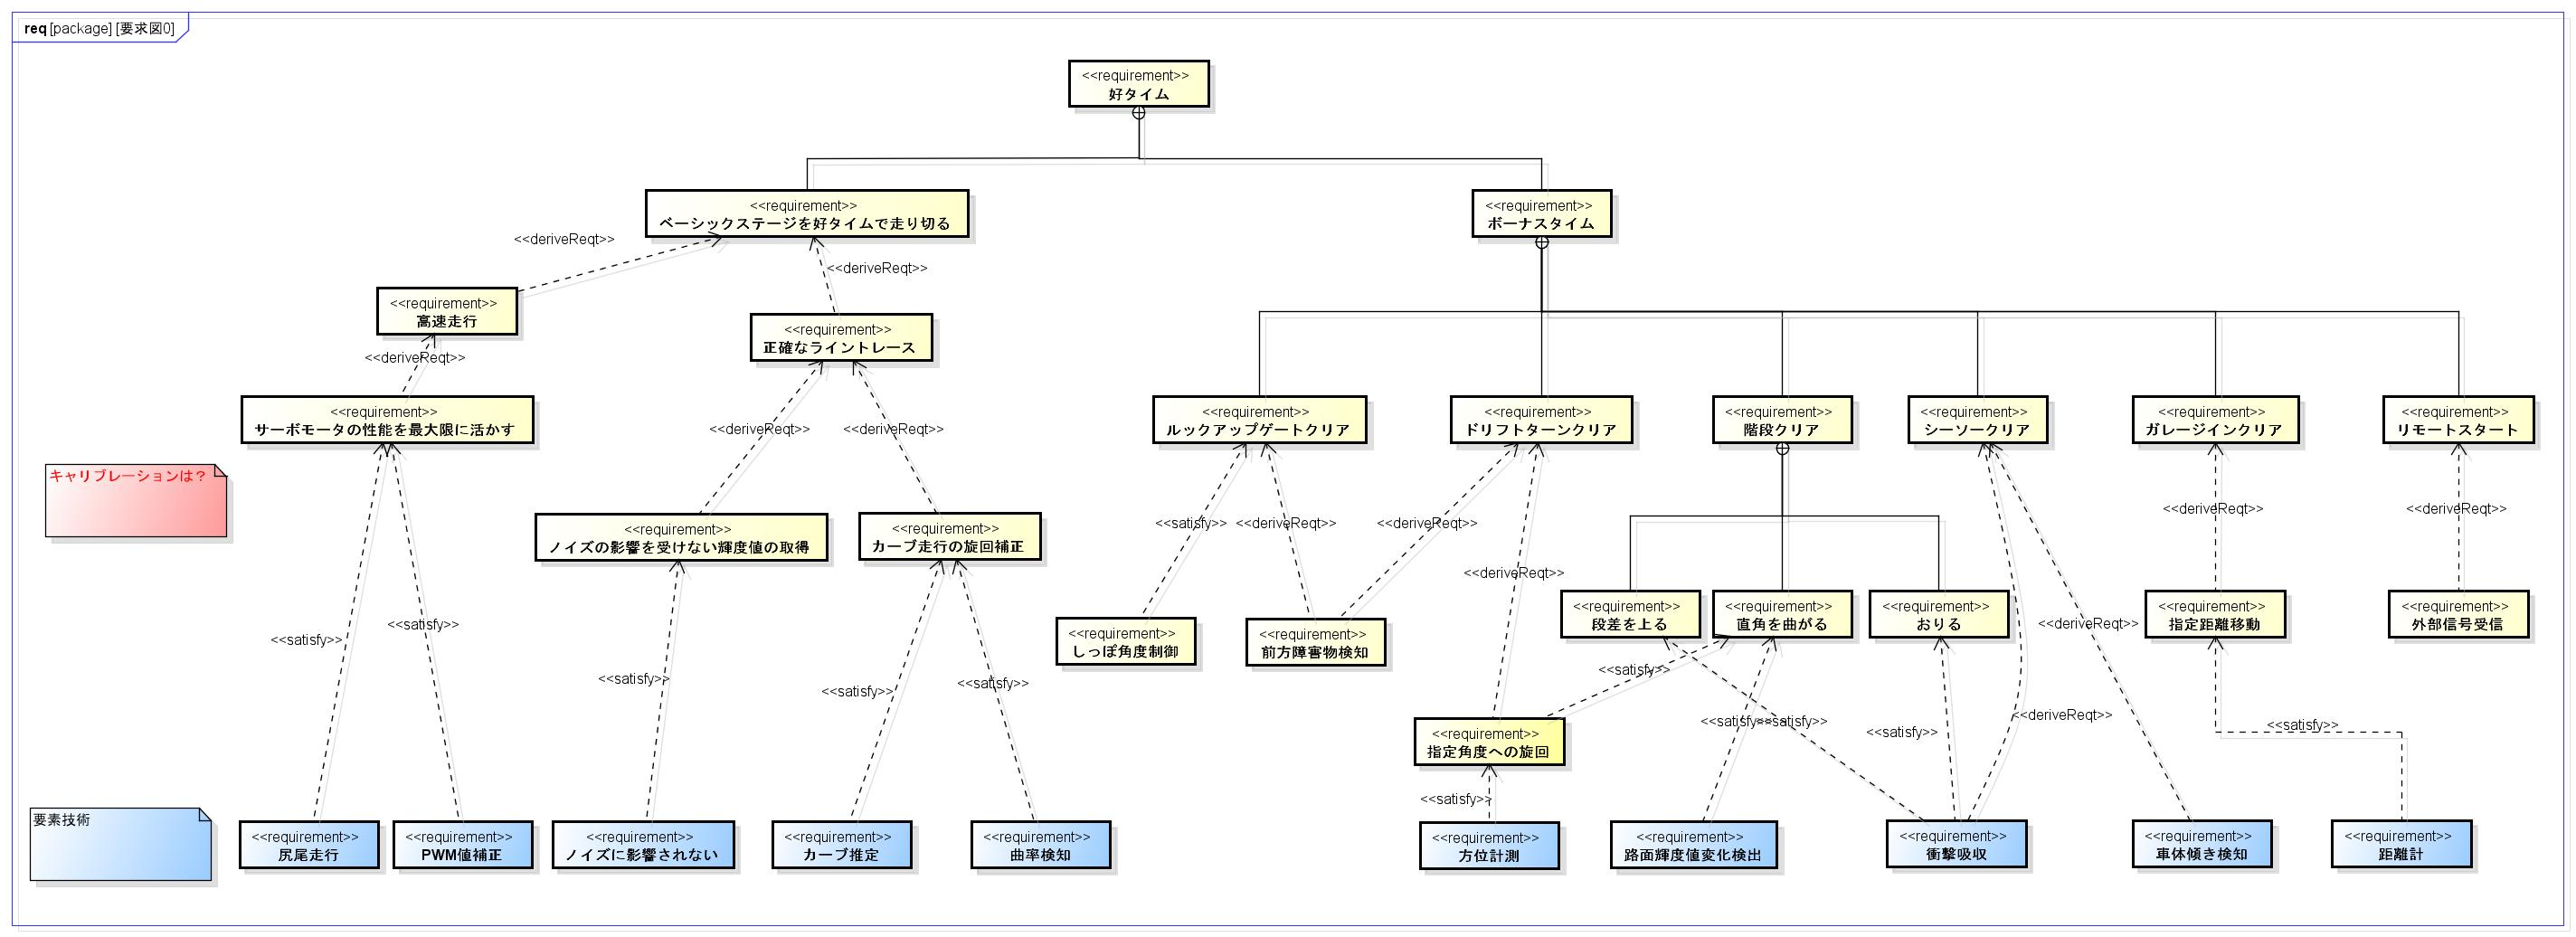 req [package] [要求図0]
<<requirement>>
好タイム
<<requirement>>
ベーシックステージを好タイムで走り切る
<<requirement>>
ボーナスタイム
<<deriveReqt>>
<<deriveReqt>>
<<requirement>>
高速走行
<<requirement>>
正確なライントレース
<<deriveReqt>>
<<requirement>>
サーボモータの性能を最大限に活かす
<<deriveReqt>>
<<deriveReqt>>
<<requirement>>
ルックアップゲートクリア
<<requirement>>
ドリフトターンクリア
<<requirement>>
階段クリア
<<requirement>>
シーソークリア
<<requirement>>
ガレージインクリア
<<requirement>>
リモートスタート
キャリブレーションは？
<<requirement>>
ノイズの影響を受けない輝度値の取得
<<requirement>>
カーブ走行の旋回補正
<<satisfy>>
<<deriveReqt>>
<<deriveReqt>>
<<deriveReqt>>
<<deriveReqt>>
<<deriveReqt>>
<<requirement>>
しっぽ角度制御
<<requirement>>
前方障害物検知
<<requirement>>
段差を上る
<<requirement>>
直角を曲がる
<<requirement>>
おりる
<<deriveReqt>>
<<requirement>>
指定距離移動
<<requirement>>
外部信号受信
<<satisfy>>
<<satisfy>>
<<satisfy>>
<<satisfy>>
<<satisfy>>
<<satisfy>>
<<satisfy>>
<<satisfy>>
<<satisfy>>
<<deriveReqt>>
<<satisfy>>
<<requirement>>
指定角度への旋回
<<satisfy>>
要素技術
<<requirement>>
尻尾走行
<<requirement>>
PWM値補正
<<requirement>>
ノイズに影響されない
<<requirement>>
カーブ推定
<<requirement>>
曲率検知
<<requirement>>
方位計測
<<requirement>>
路面輝度値変化検出
<<requirement>>
衝撃吸収
<<requirement>>
車体傾き検知
<<requirement>>
距離計